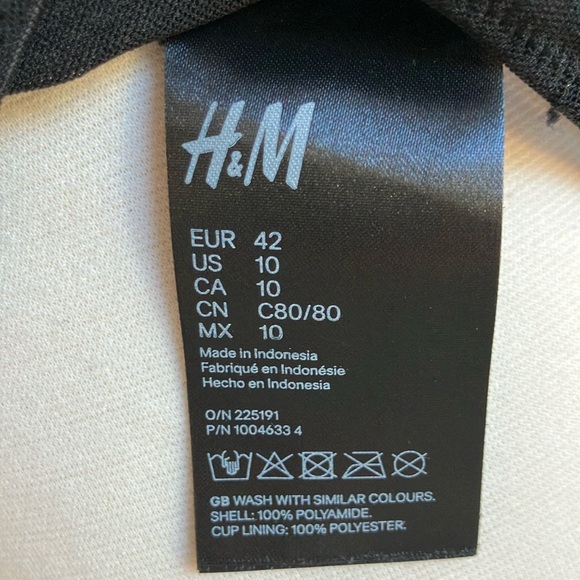 H&M
EUR 42
US 10
CA 10
CN C80/80
MX 10
Made in Indonesia
Fabriqué en Indonésie
Hecho en Indonesia
O/N 225191
P/N 1004633 4
GB WASH WITH SIMILAR COLOURS.
SHELL: 100% POLYAMIDE.
CUP LINING: 100% POLYESTER.